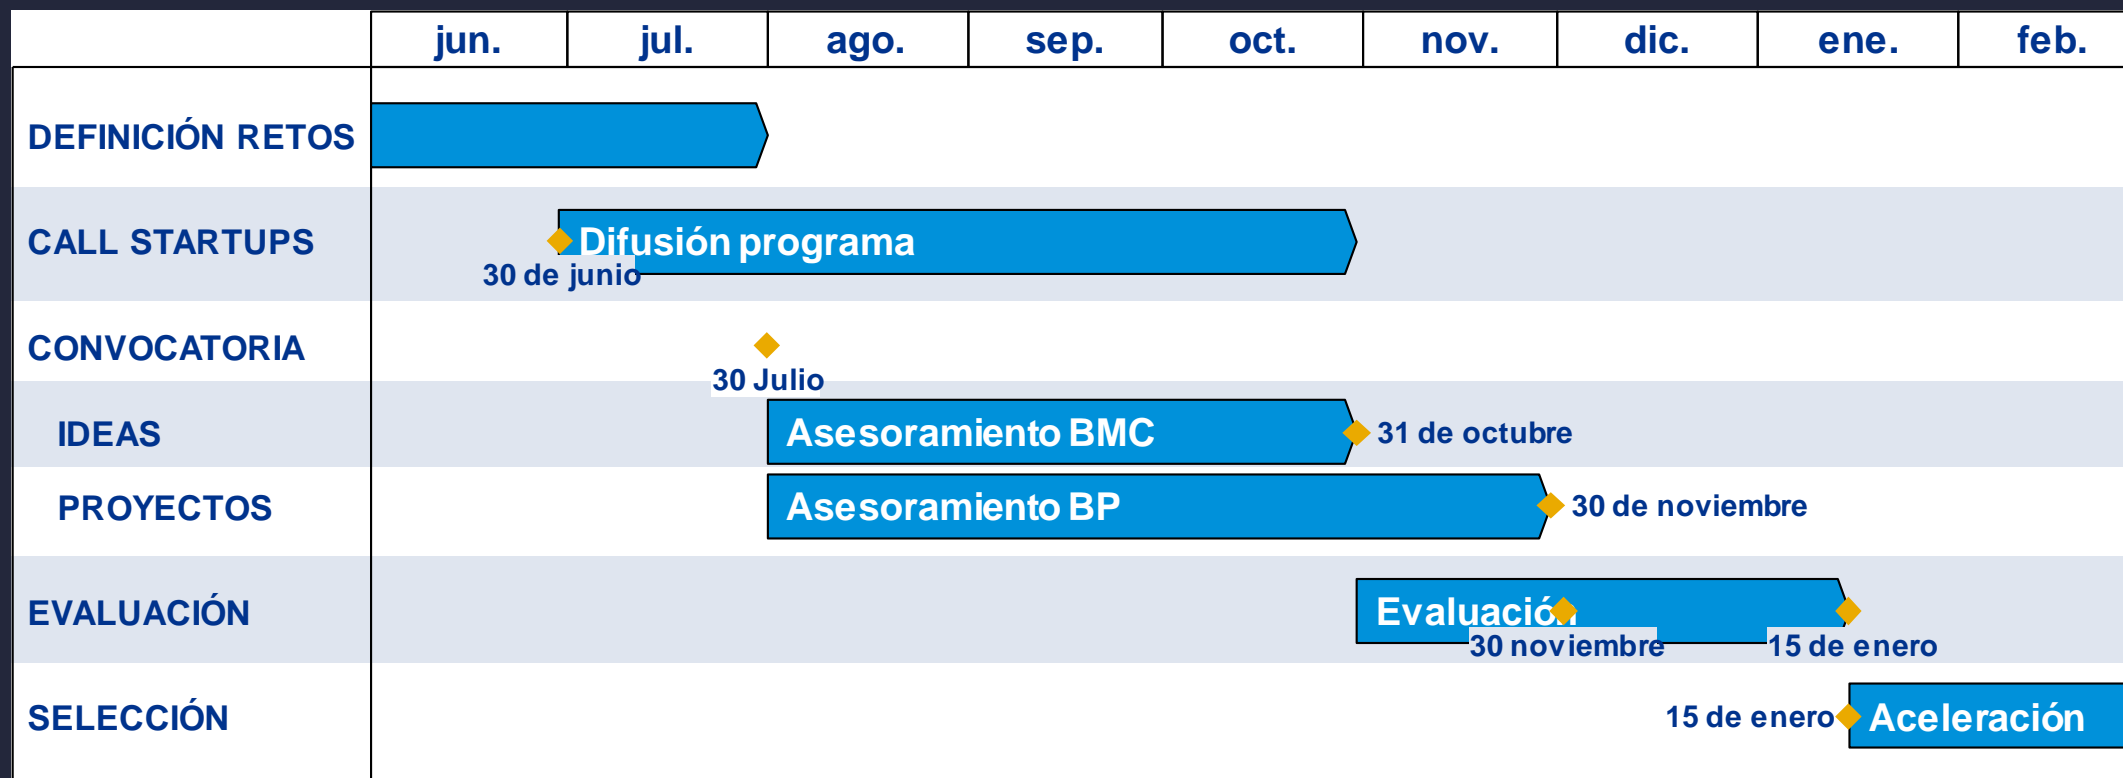 jun. jul. ago. sep. oct. nov. dic. ene. feb.
DEFINICIÓN RETOS
CALL STARTUPS
Difusión programa
30 de junio
CONVOCATORIA
30 Julio
IDEAS
Asesoramiento BMC
31 de octubre
PROYECTOS
Asesoramiento BP
30 de noviembre
EVALUACIÓN
Evaluación
30 noviembre
15 de enero
SELECCIÓN
15 de enero
Aceleración